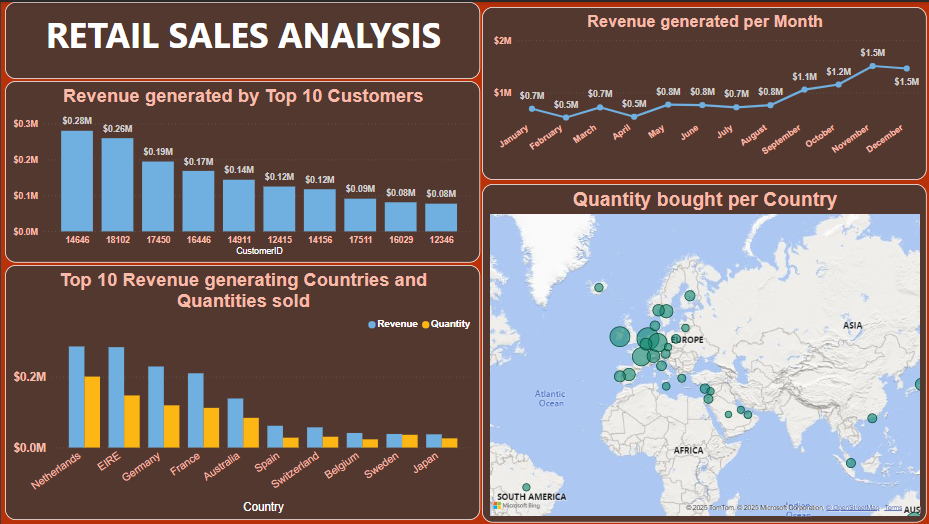 RETAIL SALES ANALYSIS
Revenue generated by Top 10 Customers
$0.3M
$0.2M
$0.1M
$0.0M
$0.28M
$0.26M
$0.19M
$0.17M
$0.14M
$0.12M
$0.12M
$0.09M
$0.08M
$0.08M
14646 18102 17450 16446 14911 12415 14156 17511 16029 12346
CustomerID
Top 10 Revenue generating Countries and
Quantities sold
Revenue Quantity
$0.2M
$0.0M
Netherlands EIRE Germany France Australia Spain Switzerland Belgium Sweden Japan
Country
Revenue generated per Month
$2M
$1M
$0.7M
$0.5M
$0.7M
$0.5M
$0.8M
$0.8M
$0.7M
$0.8M
$1.1M
$1.2M
$1.5M
$1.5M
January February March April May June July August September October November December
Quantity bought per Country
EUROPE
ASIA
Atlantic
Ocean
AFRICA
SOUTH AMERICA
Indian
AUS
Microsoft Bing
© 2025 TomTom, © 2025 Microsoft Corporation, © OpenStreetMap Terms